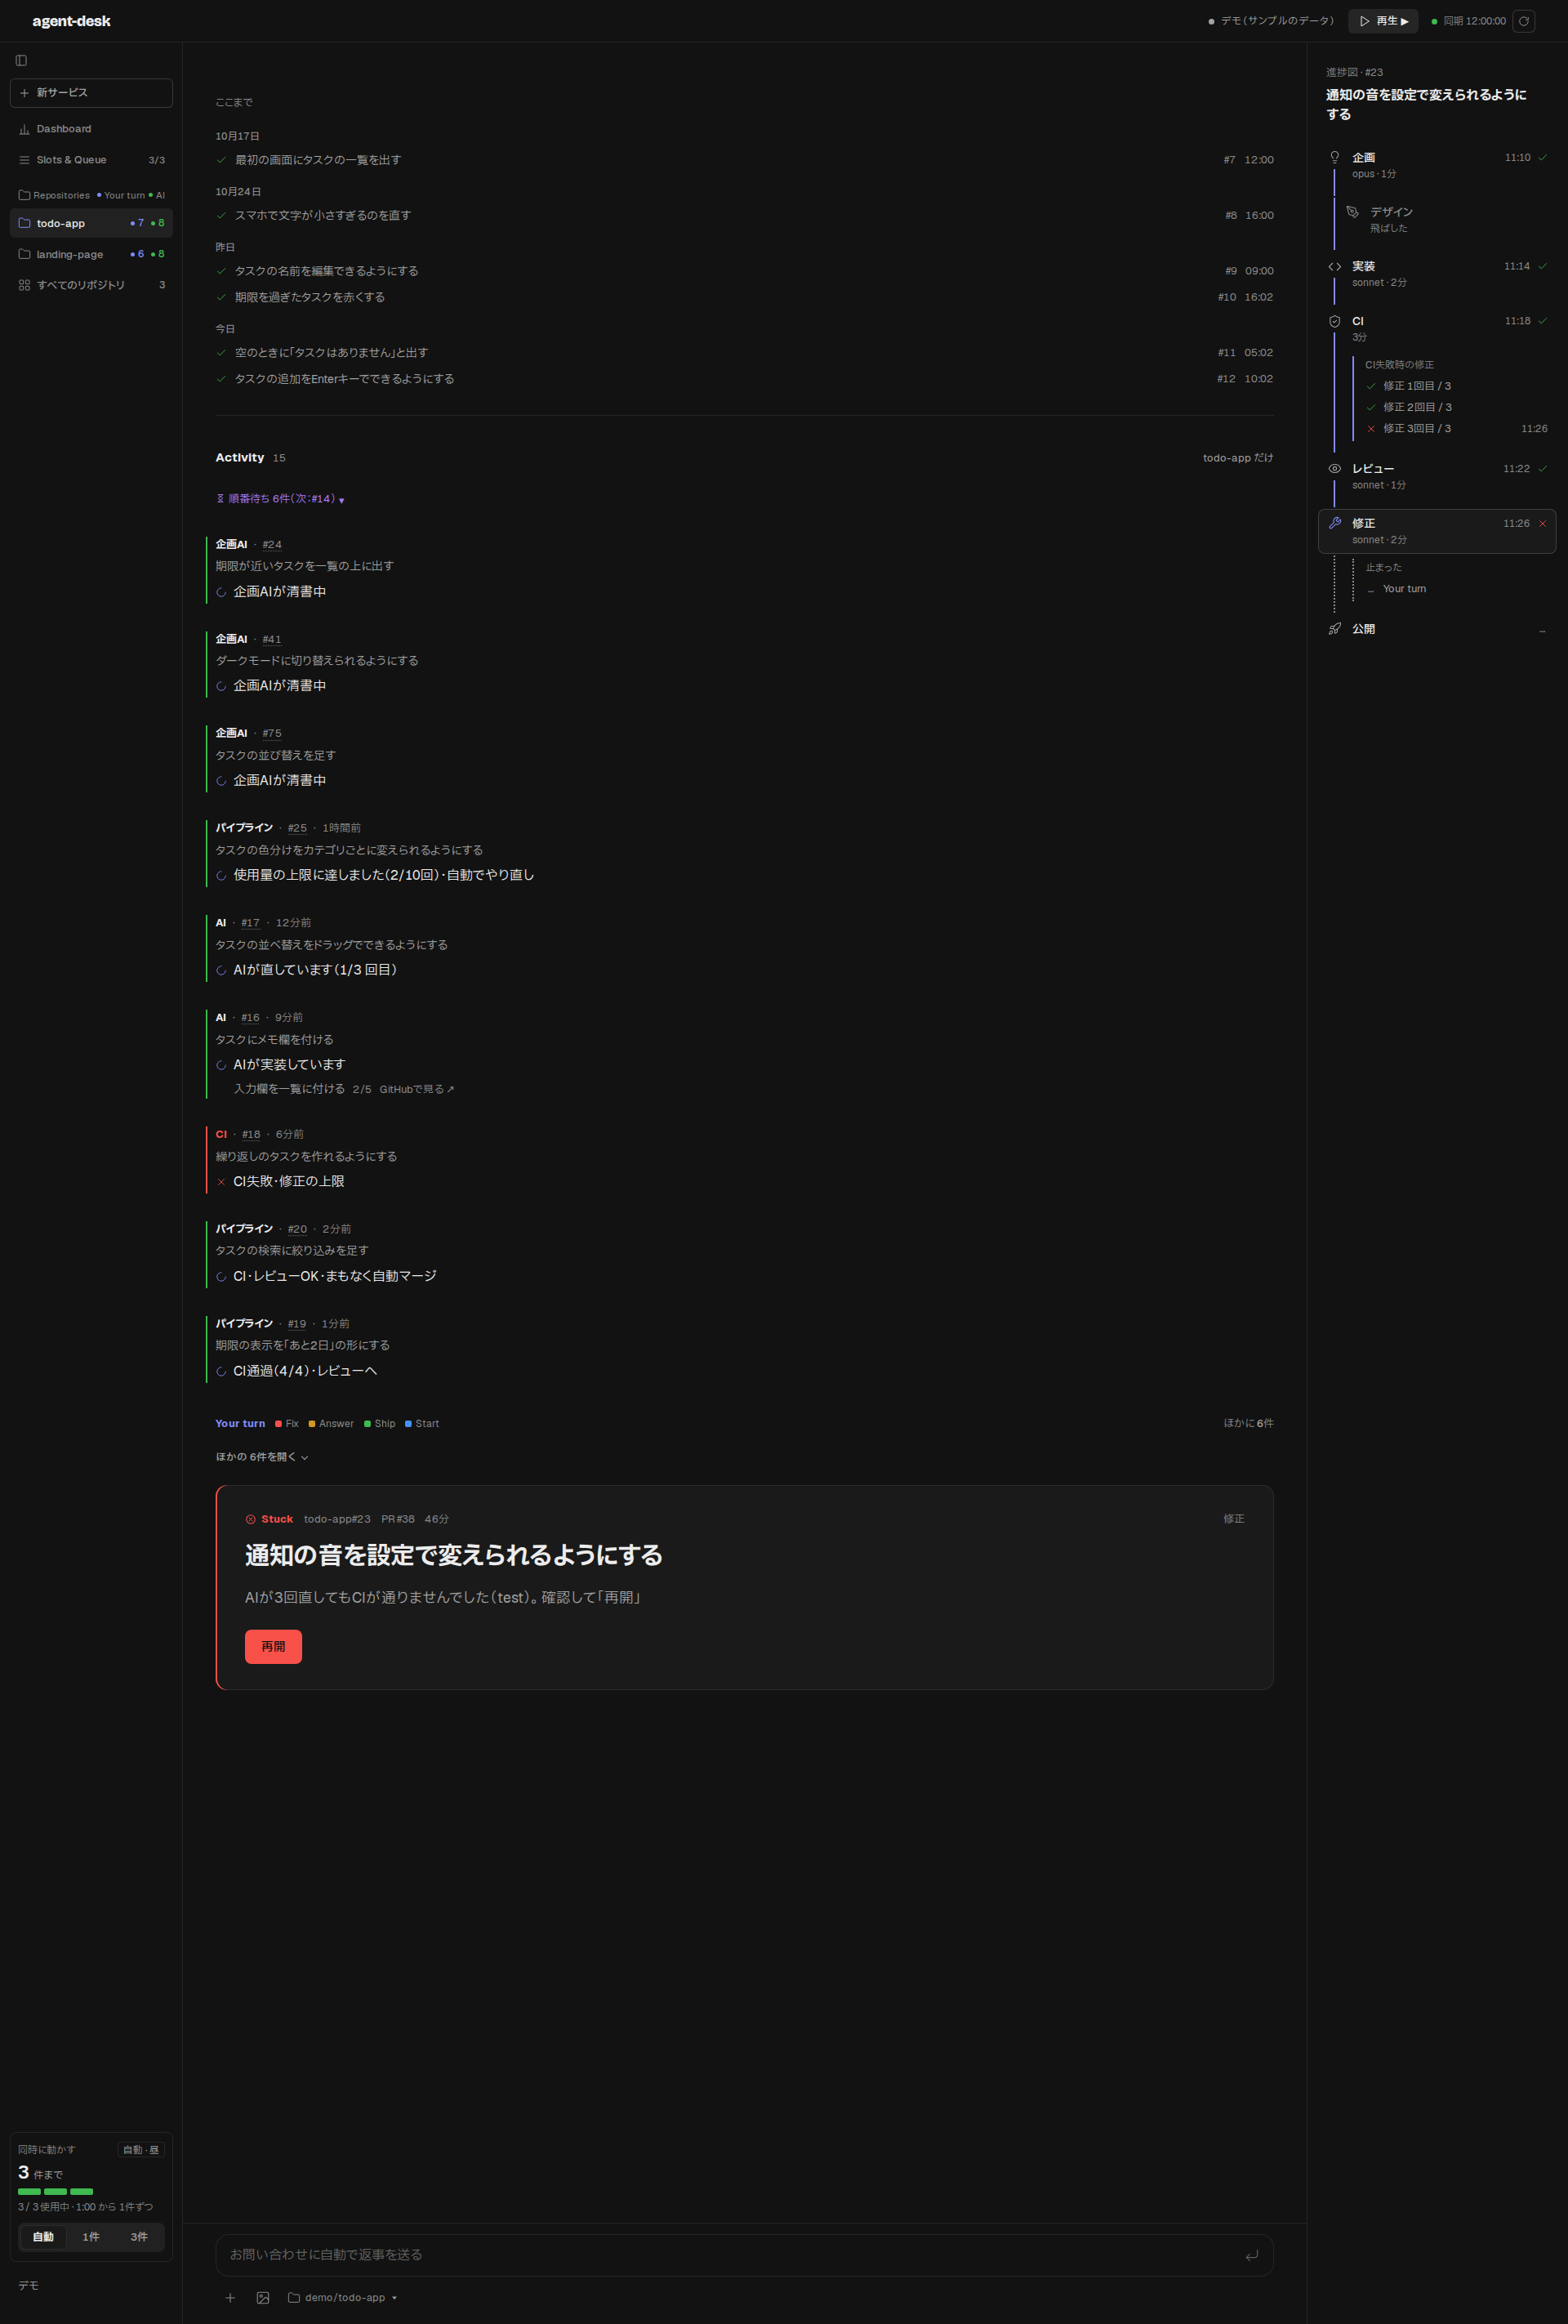 agent-desk
デモ(サンプルのデータ)
再生 ▶
同期 12:00:00
新サービス
Dashboard
Slots & Queue 3/3
Repositories Your turn AI
todo-app 7 8
landing-page 6 8
すべてのリポジトリ 3
同時に動かす 自動・昼
3 件まで
3 / 3 使用中・1:00 から 1件ずつ
自動 1件 3件
デモ
ここまで
10月17日
最初の画面にタスクの一覧を出す #7 12:00
10月24日
スマホで文字が小さすぎるのを直す #8 16:00
昨日
タスクの名前を編集できるようにする #9 09:00
期限を過ぎたタスクを赤くする #10 16:02
今日
空のときに「タスクはありません」と出す #11 05:02
タスクの追加をEnterキーでできるようにする #12 10:02
Activity 15 todo-app だけ
順番待ち 6件(次:#14) ▾
企画AI · #24
期限が近いタスクを一覧の上に出す
企画AIが清書中
企画AI · #41
ダークモードに切り替えられるようにする
企画AIが清書中
企画AI · #75
タスクの並び替えを足す
企画AIが清書中
パイプライン · #25 · 1時間前
タスクの色分けをカテゴリごとに変えられるようにする
使用量の上限に達しました(2/10回)・自動でやり直し
AI · #17 · 12分前
タスクの並べ替えをドラッグでできるようにする
AIが直しています(1/3 回目)
AI · #16 · 9分前
タスクにメモ欄を付ける
AIが実装しています
入力欄を一覧に付ける 2/5 GitHubで見る ↗
CI · #18 · 6分前
繰り返しのタスクを作れるようにする
CI失敗・修正の上限
パイプライン · #20 · 2分前
タスクの検索に絞り込みを足す
CI・レビューOK・まもなく自動マージ
パイプライン · #19 · 1分前
期限の表示を「あと2日」の形にする
CI通過(4/4)・レビューへ
Your turn Fix Answer Ship Start ほかに 6件
ほかの 6件を開く
Stuck todo-app#23 PR #38 46分 修正
通知の音を設定で変えられるようにする
AIが3回直してもCIが通りませんでした(test)。確認して「再開」
再開
お問い合わせに自動で返事を送る
demo/todo-app
進捗図 · #23
通知の音を設定で変えられるように
する
企画 11:10
opus · 1分
デザイン
飛ばした
実装 11:14
sonnet · 2分
CI 11:18
3分
CI失敗時の修正
修正 1回目 / 3
修正 2回目 / 3
修正 3回目 / 3 11:26
レビュー 11:22
sonnet · 1分
修正 11:26
sonnet · 2分
止まった
Your turn
公開